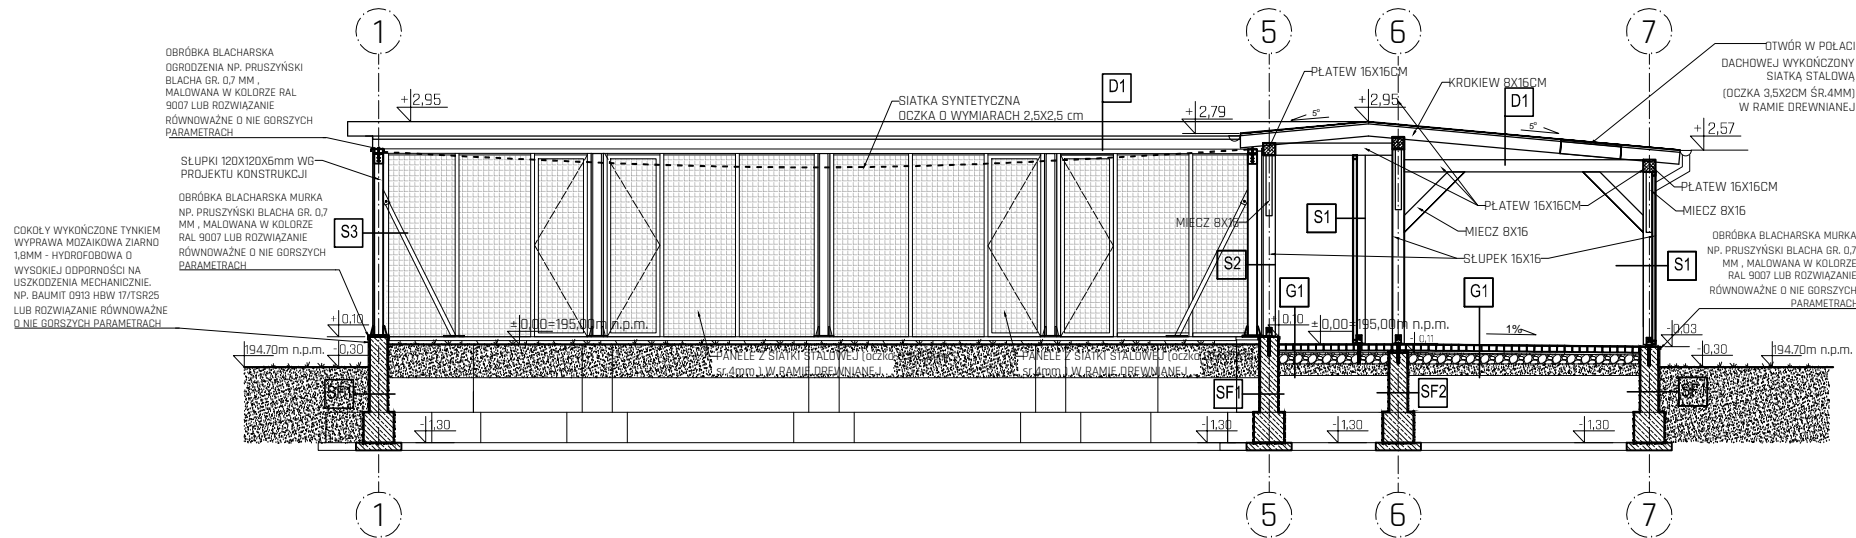 1
5
6
7
OBRÓBKA BLACHARSKA
OGRODZENIA NP. PRUSZYŃSKI
BLACHA GR. 0,7 MM ,
MALOWANA W KOLORZE RAL
9007 LUB ROZWIĄZANIE
RÓWNOWAŻNE O NIE GORSZYCH
PARAMETRACH
SŁUPKI 120X120X6mm WG
PROJEKTU KONSTRUKCJI
OBRÓBKA BLACHARSKA MURKA
NP. PRUSZYŃSKI BLACHA GR. 0,7
MM , MALOWANA W KOLORZE
RAL 9007 LUB ROZWIĄZANIE
RÓWNOWAŻNE O NIE GORSZYCH
PARAMETRACH
COKOŁY WYKOŃCZONE TYNKIEM
WYPRAWA MOZAIKOWA ZIARNO
1,8MM - HYDROFOBOWA O
WYSOKIEJ ODPORNOŚCI NA
USZKODZENIA MECHANICZNIE.
NP. BAUMIT 0913 HBW 17/TSR25
LUB ROZWIĄZANIE RÓWNOWAŻNE
O NIE GORSZYCH PARAMETRACH
+2,95
SIATKA SYNTETYCZNA
OCZKA O WYMIARACH 2,5X2,5 cm
D1
+2,79
PŁATEW 16X16CM
5°
+2,95
KROKIEW 8X16CM
D1
5°
OTWÓR W POŁACI
DACHOWEJ WYKOŃCZONY
SIATKĄ STALOWĄ
(OCZKA 3,5X2CM ŚR.4MM)
W RAMIE DREWNIANEJ
+2,57
PŁATEW 16X16CM
MIECZ 8X16
PŁATEW 16X16CM
MIECZ 8X16
MIECZ 8X16
SŁUPEK 16X16
S3
S2
S1
S1
G1
G1
OBRÓBKA BLACHARSKA MURKA
NP. PRUSZYŃSKI BLACHA GR. 0,7
MM , MALOWANA W KOLORZE
RAL 9007 LUB ROZWIĄZANIE
RÓWNOWAŻNE O NIE GORSZYCH
PARAMETRACH
+0,10
±0,00=195,00m n.p.m.
+0,10
±0,00=195,00m n.p.m.
1%
-0,11
-0,03
194.70m n.p.m.
-0,30
-0,30
194.70m n.p.m.
PANELE Z SIATKI STALOWEJ (oczko
śr.4mm ) W RAMIE DREWNIANEJ
PANELE Z SIATKI STALOWEJ (oczko
śr.4mm ) W RAMIE DREWNIANEJ
SF1
SF1
SF2
-1,30
-1,30
-1,30
-1,30
1
5
6
7